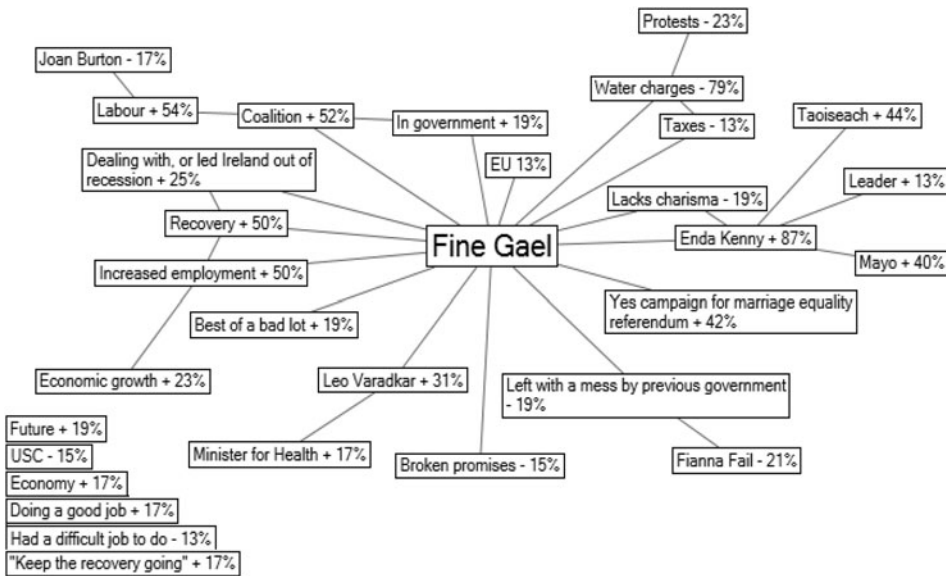 Protests - 23%
Joan Burton - 17%
Water charges - 79%
Labour + 54%
Coalition + 52%
In government + 19%
Taxes - 13%
Taoiseach + 44%
Dealing with, or led Ireland out of
recession + 25%
EU 13%
Leader + 13%
Lacks charisma - 19%
Recovery + 50%
Fine Gael
Enda Kenny + 87%
Mayo + 40%
Increased employment + 50%
Yes campaign for marriage equality
referendum + 42%
Best of a bad lot + 19%
Economic growth + 23%
Leo Varadkar + 31%
Left with a mess by previous government
- 19%
Future + 19%
USC - 15%
Minister for Health + 17%
Broken promises - 15%
Fianna Fail - 21%
Economy + 17%
Doing a good job + 17%
Had a difficult job to do - 13%
"Keep the recovery going" + 17%